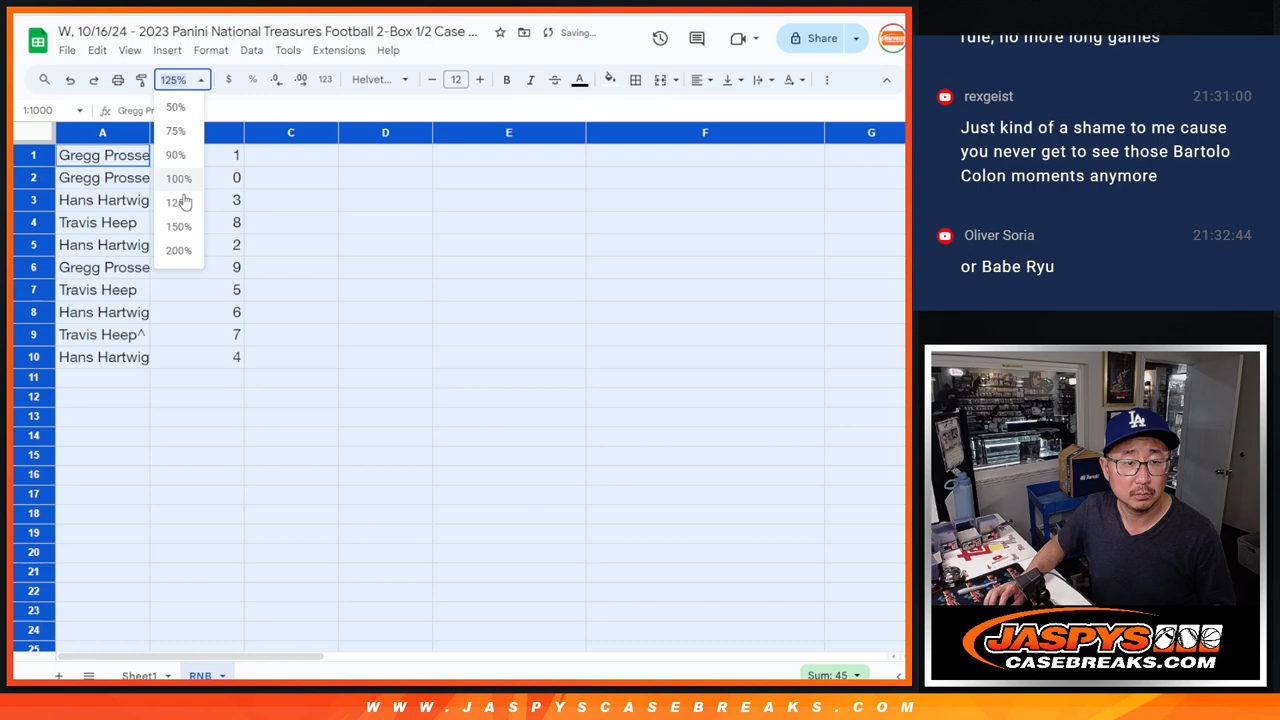 W, 10/16/24 - 2023 Panini National Treasures Football 2-Box 1/2 Case ...
Saving...
Share
File Edit View Insert Format Data Tools Extensions Help
125%
$ % .0 .00 123 Helvet... 12 B I A
1:1000 fx Gregg Pr
50%
75%
90%
100%
150%
200%
A C D E F G
1 Gregg Prosse 1
2 Gregg Prosse 0
3 Hans Hartwig 3
4 Travis Heep 8
5 Hans Hartwig 2
6 Gregg Prosse 9
7 Travis Heep 5
8 Hans Hartwig 6
9 Travis Heep^ 7
10 Hans Hartwig 4
11
12
13
14
15
16
17
18
19
20
21
22
23
24
25
Sheet1 RNB Sum: 45
rule, no more long games
rexgeist 21:31:00
Just kind of a shame to me cause
you never get to see those Bartolo
Colon moments anymore
Oliver Soria 21:32:44
or Babe Ryu
LA
JASPYS
CASEBREAKS.COM
WWW.JASPYSCASEBREAKS.COM